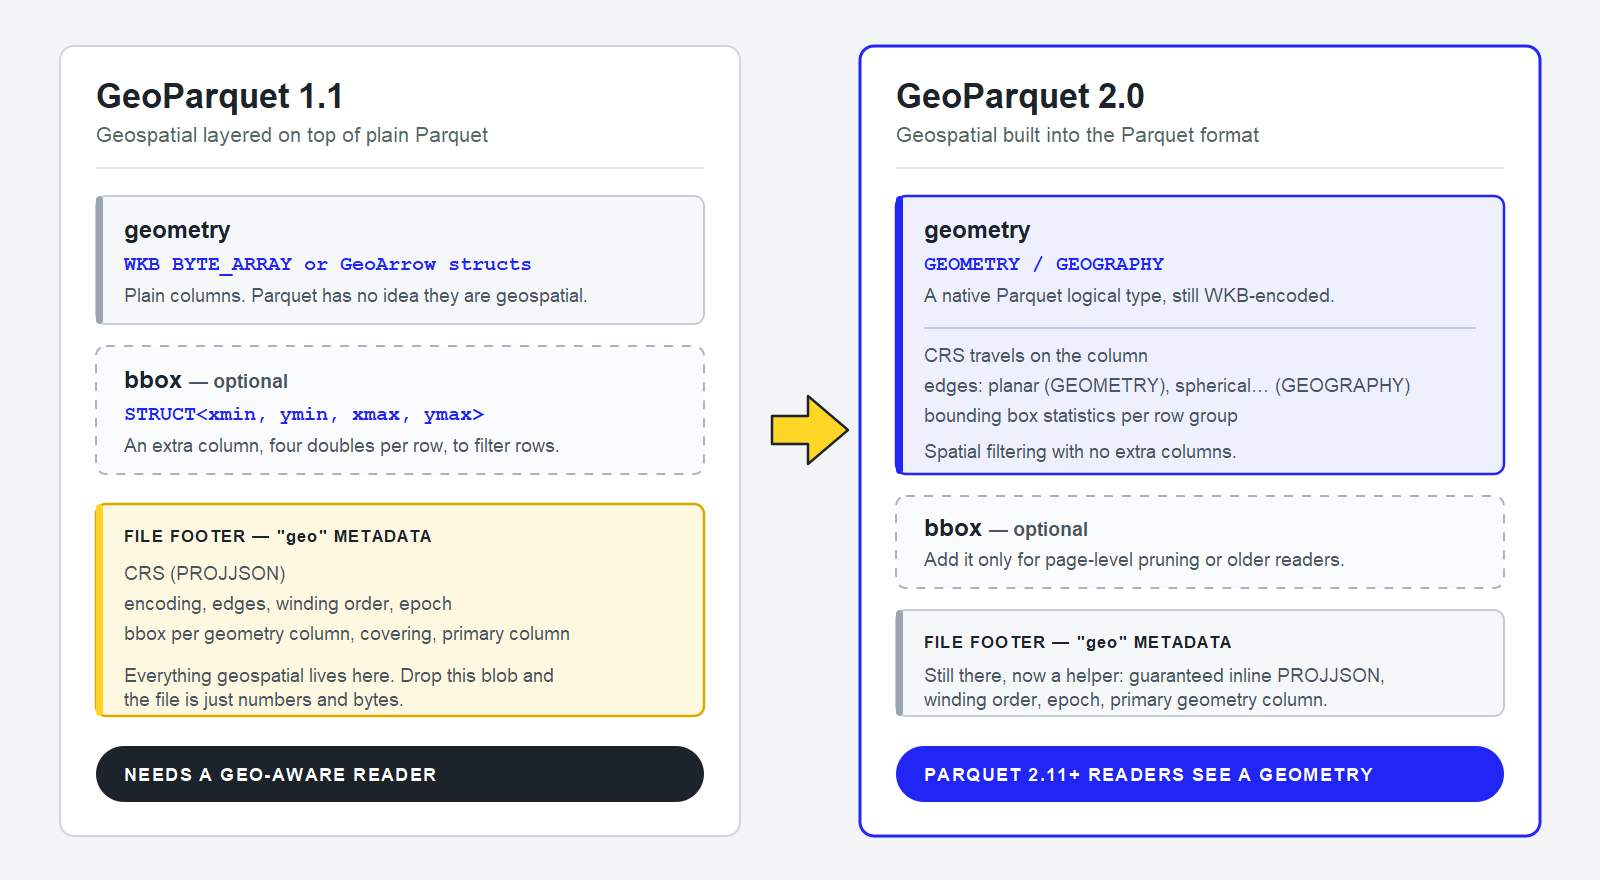 GeoParquet 1.1
Geospatial layered on top of plain Parquet
geometry
WKB BYTE_ARRAY or GeoArrow structs
Plain columns. Parquet has no idea they are geospatial.
bbox — optional
STRUCT<xmin, ymin, xmax, ymax>
An extra column, four doubles per row, to filter rows.
FILE FOOTER — "geo" METADATA
CRS (PROJJSON)
encoding, edges, winding order, epoch
bbox per geometry column, covering, primary column
Everything geospatial lives here. Drop this blob and
the file is just numbers and bytes.
NEEDS A GEO-AWARE READER
GeoParquet 2.0
Geospatial built into the Parquet format
geometry
GEOMETRY / GEOGRAPHY
A native Parquet logical type, still WKB-encoded.
CRS travels on the column
edges: planar (GEOMETRY), spherical… (GEOGRAPHY)
bounding box statistics per row group
Spatial filtering with no extra columns.
bbox — optional
Add it only for page-level pruning or older readers.
FILE FOOTER — "geo" METADATA
Still there, now a helper: guaranteed inline PROJJSON,
winding order, epoch, primary geometry column.
PARQUET 2.11+ READERS SEE A GEOMETRY